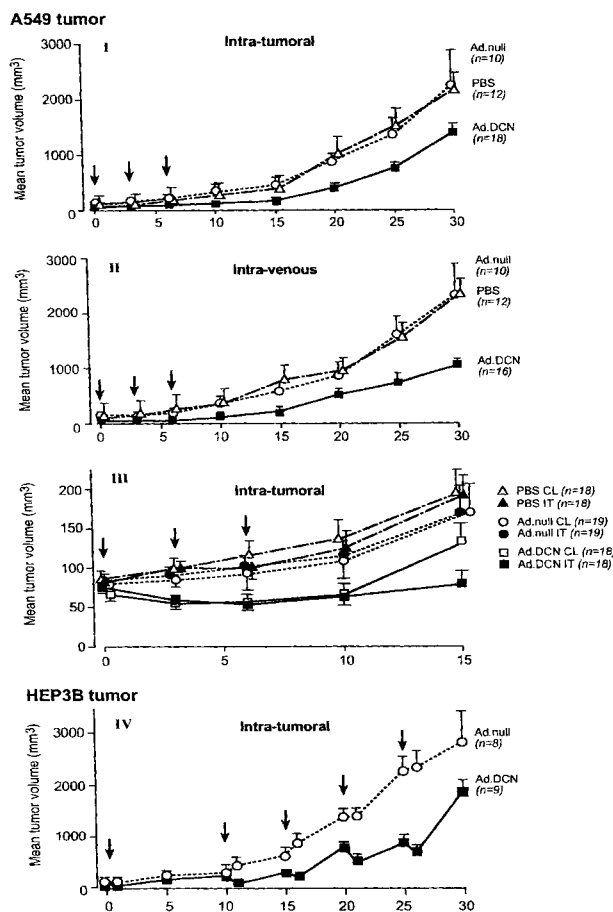 A549 tumor
I
Intra-tumoral
Mean tumor volume (mm3)
3000
2000
1000
0
Ad.null
(n=10)
PBS
(n=12)
Ad.DCN
(n=18)
0 5 10 15 20 25 30
II
Intra-venous
Mean tumor volume (mm3)
3000
2000
1000
0
Ad.null
(n=10)
PBS
(n=12)
Ad.DCN
(n=16)
0 5 10 15 20 25 30
III
Intra-tumoral
Mean tumor volume (mm3)
200
150
100
50
0
PBS CL (n=18)
PBS IT (n=18)
Ad.null CL (n=19)
Ad.null IT (n=19)
Ad.DCN CL (n=18)
Ad.DCN IT (n=18)
0 5 10 15
HEP3B tumor
IV
Intra-tumoral
Mean tumor volume (mm3)
3000
2000
1000
0
Ad.null
(n=8)
Ad.DCN
(n=9)
0 5 10 15 20 25 30